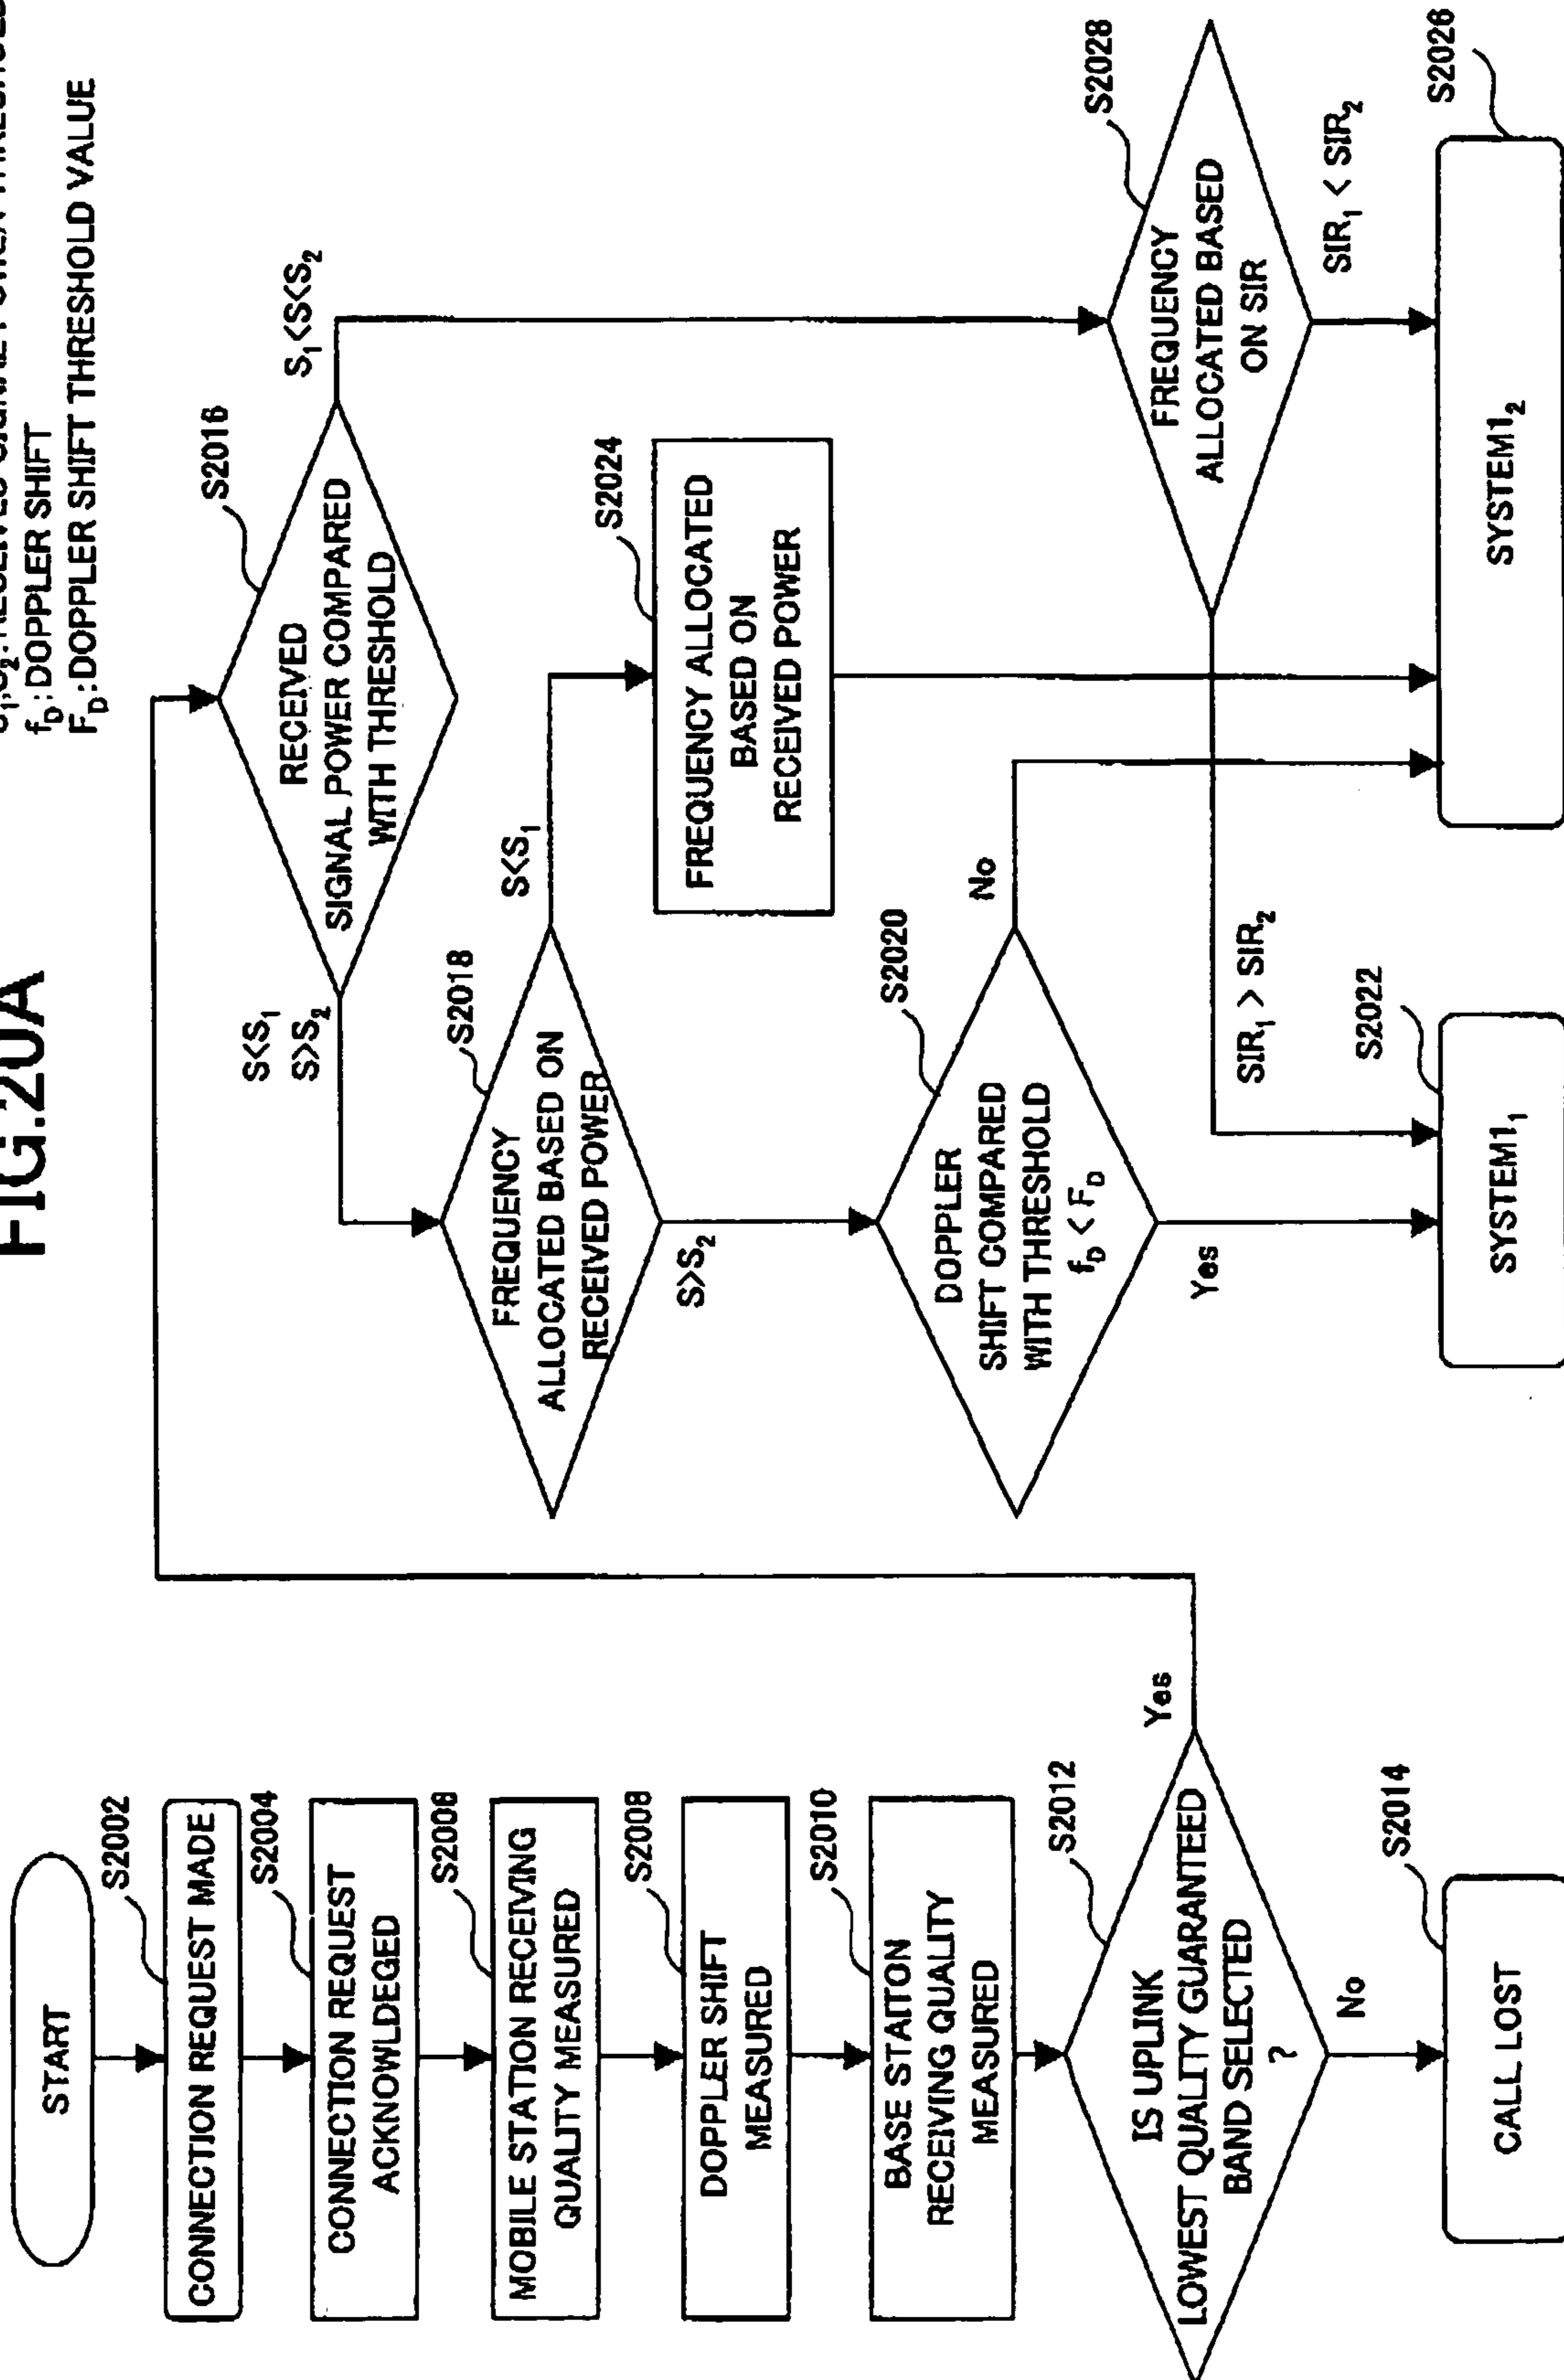 FIG.20A
f_D : DOPPLER SHIFT
F_D : DOPPLER SHIFT THRESHOLD VALUE
START
S2002
CONNECTION REQUEST MADE
S2004
CONNECTION REQUEST
ACKNOWLDEGED
S2006
MOBILE STATION RECEIVING
QUALITY MEASURED
S2008
DOPPLER SHIFT
MEASURED
S2010
BASE STAITON
RECEIVING QUALITY
MEASURED
S2012
IS UPLINK
LOWEST QUALITY GUARANTEED
BAND SELECTED
?
Yes
No
S2014
CALL LOST
S2016
RECEIVED
SIGNAL POWER COMPARED
WITH THRESHOLD
S<S₁
S>S₂
S₁<S<S₂
S2018
FREQUENCY
ALLOCATED BASED ON
RECEIVED POWER
S<S₁
S>S₂
S2024
FREQUENCY ALLOCATED
BASED ON
RECEIVED POWER
S2020
DOPPLER
SHIFT COMPARED
WITH THRESHOLD
f_D < F_D
No
Yes
S2028
FREQUENCY
ALLOCATED BASED
ON SIR
SIR₁ > SIR₂
SIR₁ < SIR₂
S2022
SYSTEM1₁
S2026
SYSTEM1₂